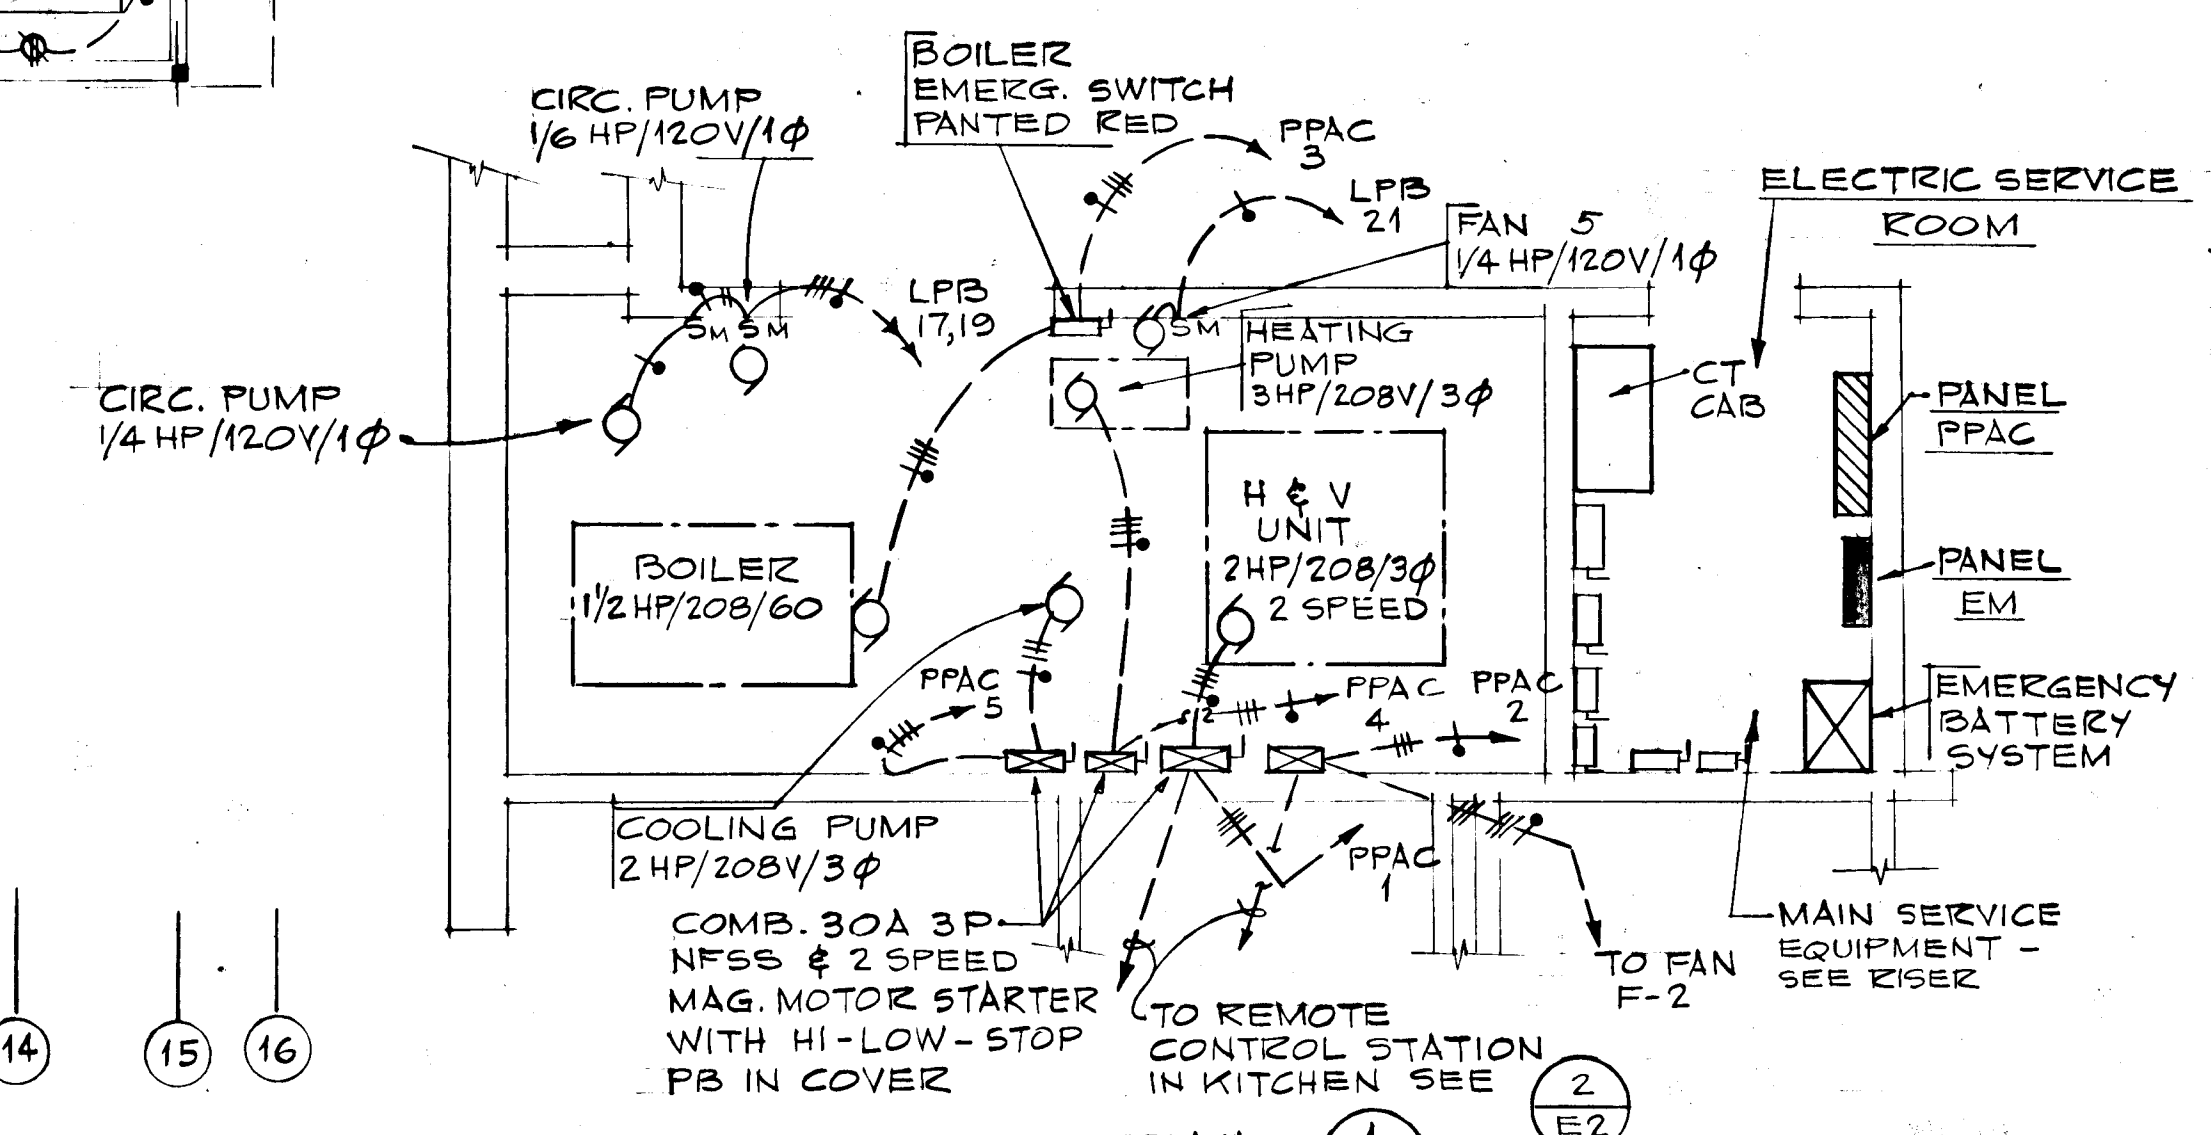 BOILER
EMERG. SWITCH
PANTED RED
CIRC. PUMP
1/6 HP/120V/1Φ
PPAC
3
LPB
21
FAN 5
1/4 HP/120V/1Φ
ELECTRIC SERVICE
ROOM
LPB
17,19
SM SM
SM
HEATING
PUMP
3HP/208V/3Φ
CT
CAB
PANEL
PPAC
CIRC. PUMP
1/4 HP/120V/1Φ
H & V
UNIT
2HP/208/3Φ
2 SPEED
BOILER
1 1/2 HP/208/60
PANEL
EM
PPAC
5
PPAC
4
PPAC
2
2
EMERGENCY
BATTERY
SYSTEM
COOLING PUMP
2 HP/208V/3Φ
PPAC
1
COMB. 30A 3P
NFSS & 2 SPEED
MAG. MOTOR STARTER
WITH HI-LOW-STOP
PB IN COVER
TO REMOTE
CONTROL STATION
IN KITCHEN SEE
2
E2
TO FAN
F-2
MAIN SERVICE
EQUIPMENT -
SEE RISER
14
15
16